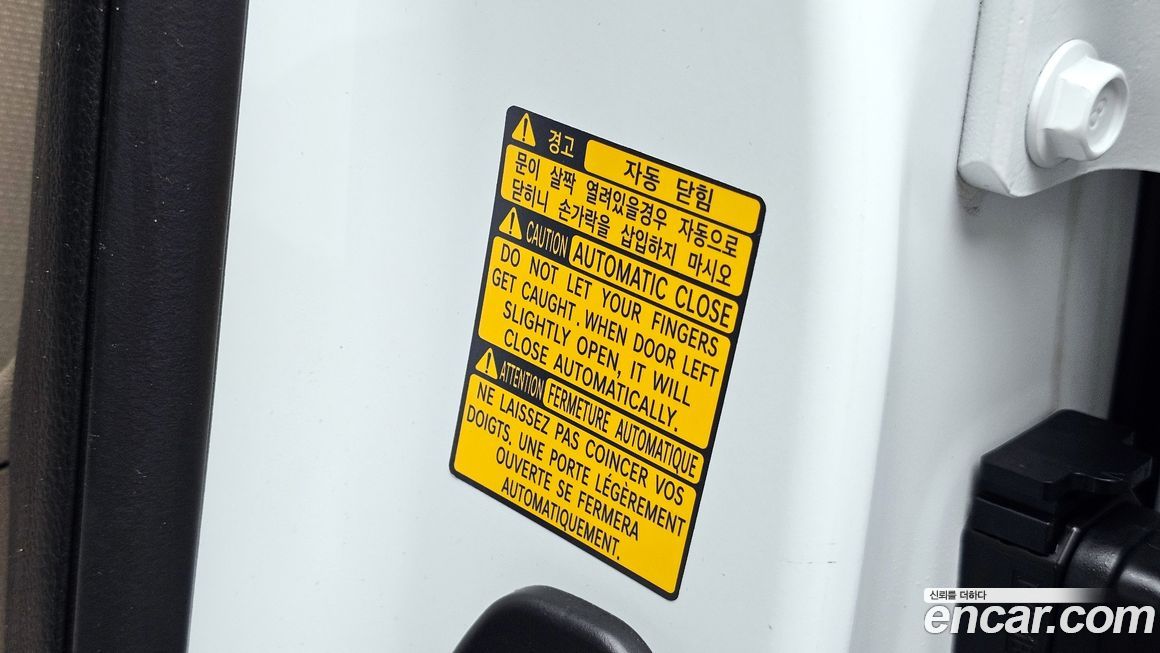 경고 자동 닫힘
문이 살짝 열려있을경우 자동으로
닫히니 손가락을 삽입하지 마시오
CAUTION AUTOMATIC CLOSE
DO NOT LET YOUR FINGERS
GET CAUGHT. WHEN DOOR LEFT
SLIGHTLY OPEN, IT WILL
CLOSE AUTOMATICALLY.
ATTENTION FERMETURE AUTOMATIQUE
NE LAISSEZ PAS COINCER VOS
DOIGTS. UNE PORTE LÉGÈREMENT
OUVERTE SE FERMERA
AUTOMATIQUEMENT.
신뢰를 더하다
encar.com